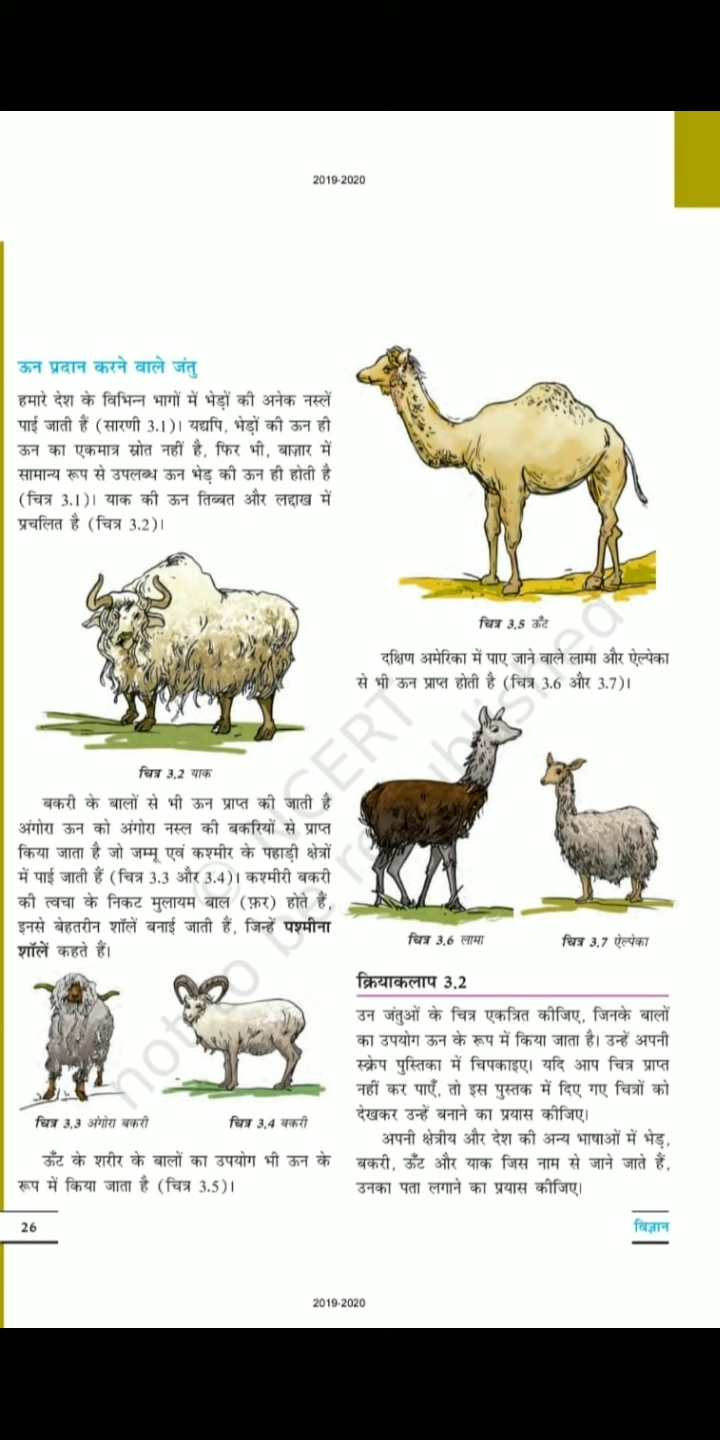 2019-2020
ऊन प्रदान करने वाले जंतु
हमारे देश के विभिन्न भागों में भेड़ों की अनेक नस्लें
पाई जाती हैं (सारणी 3.1)। यद्यपि, भेड़ों की ऊन ही
ऊन का एकमात्र स्रोत नहीं है, फिर भी, बाज़ार में
सामान्य रूप से उपलब्ध ऊन भेड़ की ऊन ही होती है
(चित्र 3.1)। याक की ऊन तिब्बत और लद्दाख में
प्रचलित है (चित्र 3.2)।
चित्र 3.2 याक
बकरी के बालों से भी ऊन प्राप्त की जाती है
अंगोरा ऊन को अंगोरा नस्ल की बकरियों से प्राप्त
किया जाता है जो जम्मू एवं कश्मीर के पहाड़ी क्षेत्रों
में पाई जाती हैं (चित्र 3.3 और 3.4)। कश्मीरी बकरी
की त्वचा के निकट मुलायम बाल (फ़र) होते हैं,
इनसे बेहतरीन शॉलें बनाई जाती हैं, जिन्हें पश्मीना
शॉलें कहते हैं।
चित्र 3.3 अंगोरा बकरी
चित्र 3.4 बकरी
ऊँट के शरीर के बालों का उपयोग भी ऊन के
रूप में किया जाता है (चित्र 3.5)।
चित्र 3.5 ऊँट
दक्षिण अमेरिका में पाए जाने वाले लामा और ऐल्पेका
से भी ऊन प्राप्त होती है (चित्र 3.6 और 3.7)।
चित्र 3.6 लामा
चित्र 3.7 ऐल्पेका
क्रियाकलाप 3.2
उन जंतुओं के चित्र एकत्रित कीजिए, जिनके बालों
का उपयोग ऊन के रूप में किया जाता है। उन्हें अपनी
स्क्रेप पुस्तिका में चिपकाइए। यदि आप चित्र प्राप्त
नहीं कर पाएँ, तो इस पुस्तक में दिए गए चित्रों को
देखकर उन्हें बनाने का प्रयास कीजिए।
अपनी क्षेत्रीय और देश की अन्य भाषाओं में भेड़,
बकरी, ऊँट और याक जिस नाम से जाने जाते हैं,
उनका पता लगाने का प्रयास कीजिए।
26
विज्ञान
2019-2020
© NCERT
not to be republished